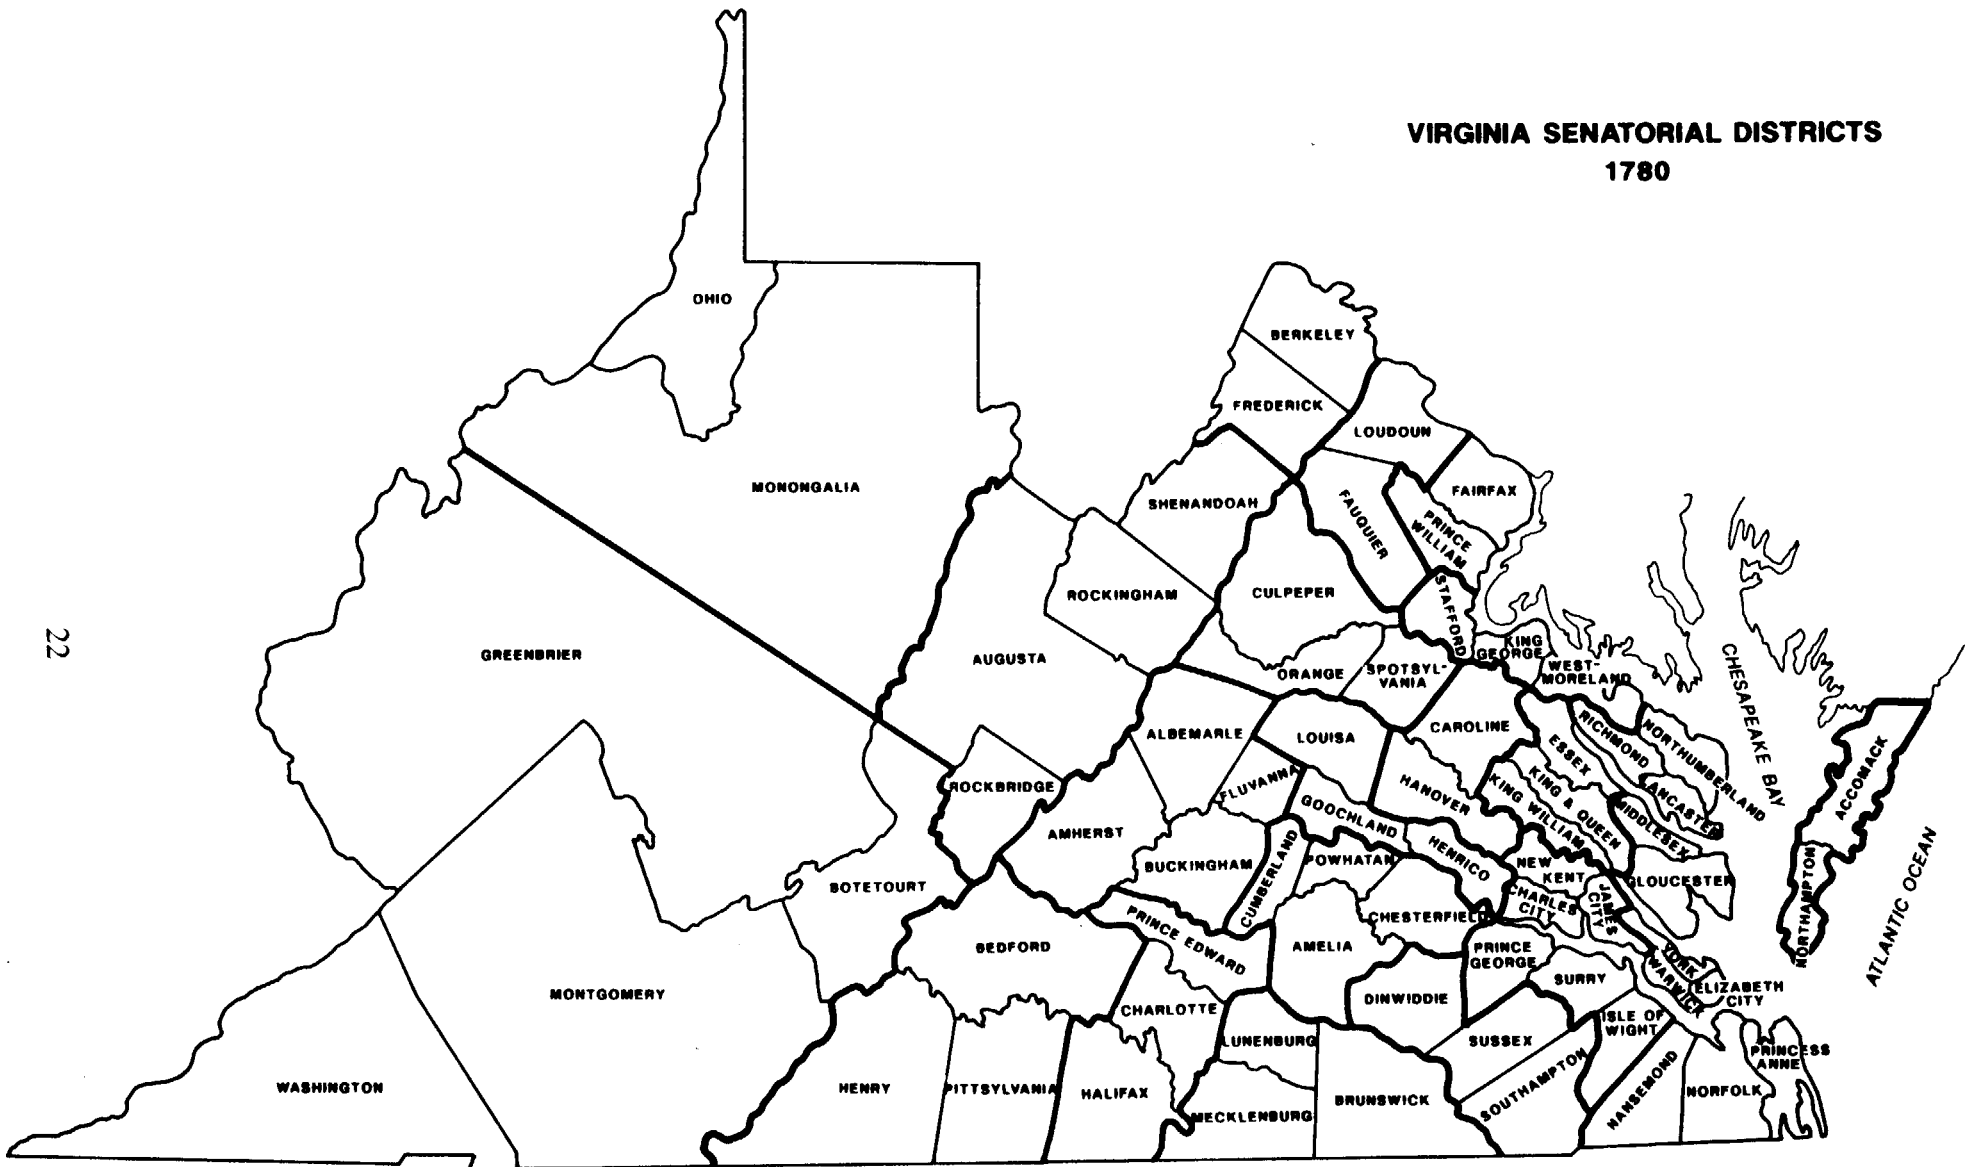 VIRGINIA SENATORIAL DISTRICTS
1780
OHIO
BERKELEY
FREDERICK
LOUDOUN
MONONGALIA
SHENANDOAH
FAUQUIER
FAIRFAX
PRINCE
WILLIAM
ROCKINGHAM
CULPEPER
STAFFORD
22
GREENBRIER
AUGUSTA
ORANGE
SPOTSYL-
VANIA
KING
GEORGE
WEST-
MORELAND
CHESAPEAKE BAY
ALBEMARLE
LOUISA
CAROLINE
ESSEX
RICHMOND
NORTHUMBERLAND
ACCOMACK
ROCKBRIDGE
FLUVANNA
GOOCHLAND
HANOVER
KING WILLIAM
KING & QUEEN
LANCASTER
MIDDLESEX
AMHERST
BUCKINGHAM
CUMBERLAND
POWHATAN
HENRICO
NEW
KENT
GLOUCESTER
NORTHAMPTON
ATLANTIC OCEAN
BOTETOURT
BEDFORD
PRINCE EDWARD
AMELIA
CHESTERFIELD
CHARLES
CITY
JAMES
CITY
PRINCE
GEORGE
YORK
WARWICK
ELIZABETH
CITY
MONTGOMERY
CHARLOTTE
DINWIDDIE
SURRY
ISLE OF
WIGHT
WASHINGTON
HENRY
PITTSYLVANIA
HALIFAX
LUNENBURG
MECKLENBURG
BRUNSWICK
SUSSEX
SOUTHAMPTON
NANSEMOND
NORFOLK
PRINCESS
ANNE